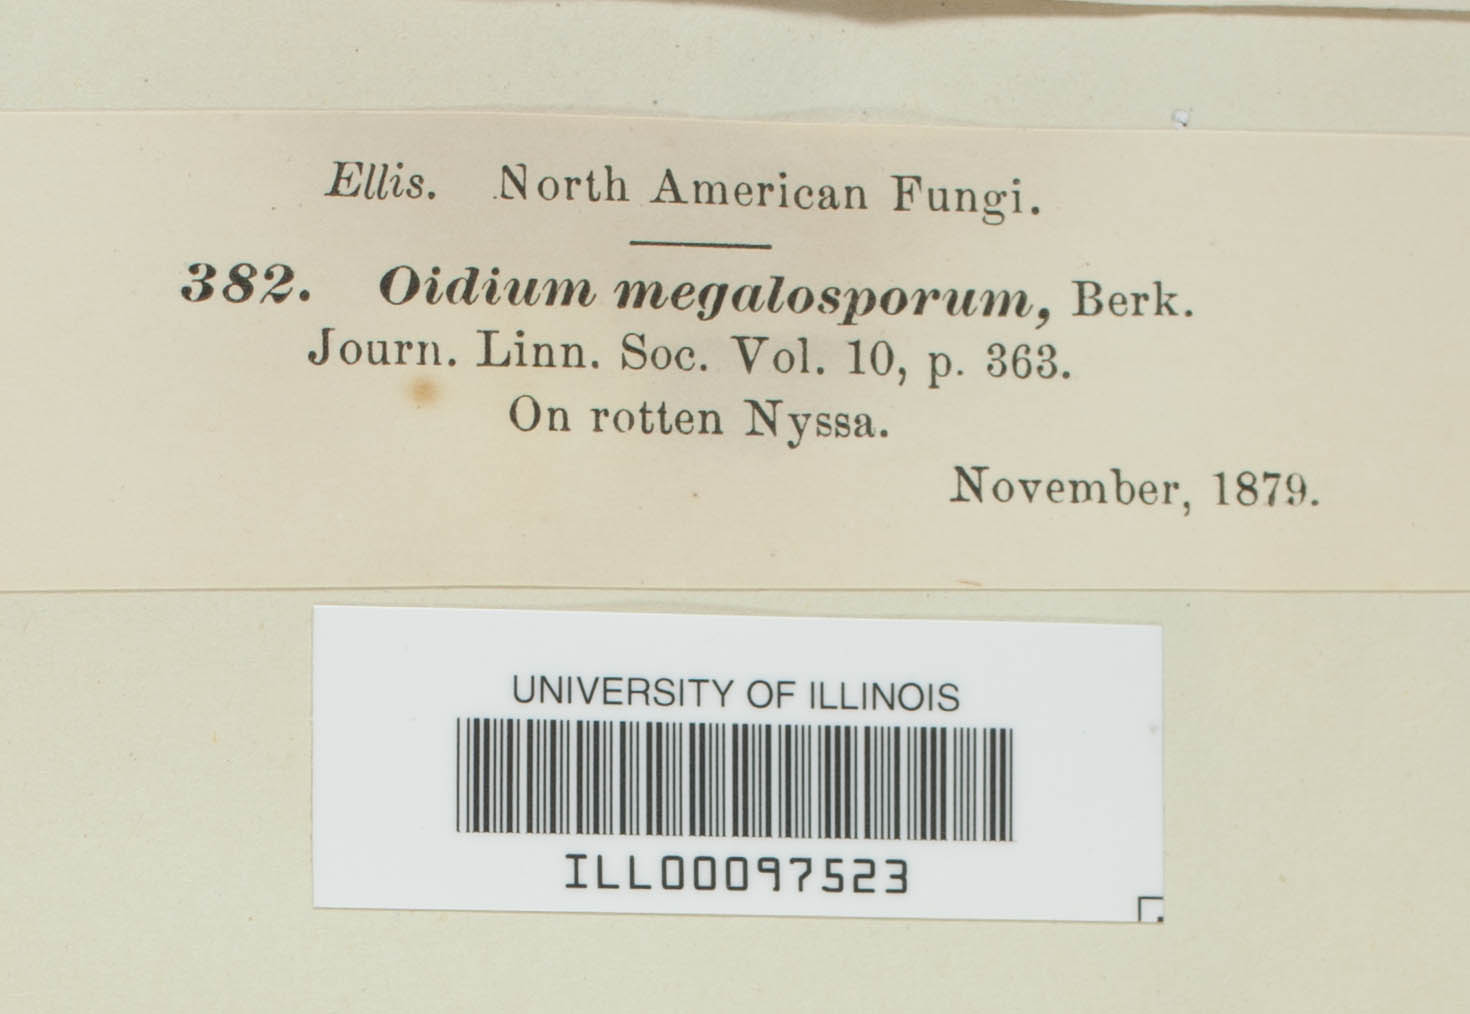 Ellis. North American Fungi.
382. Oidium megalosporum, Berk.
Journ. Linn. Soc. Vol. 10, p. 363.
On rotten Nyssa.
November, 1879.
UNIVERSITY OF ILLINOIS
ILL00097523